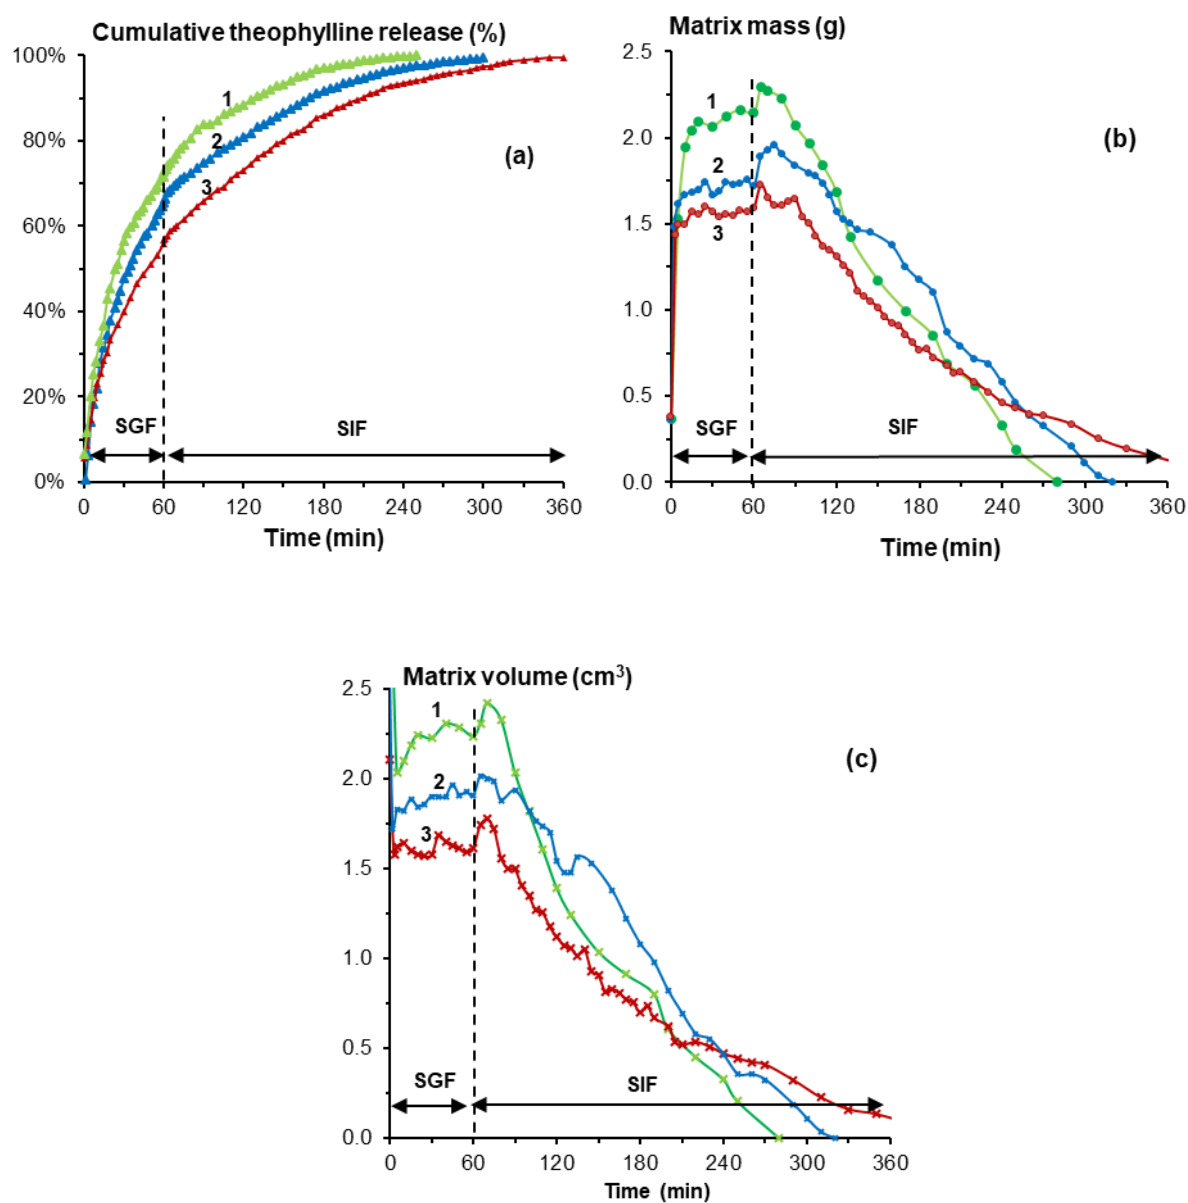 Cumulative theophylline release (%)
100%
80%
60%
40%
20%
0%
1
2
3
(a)
SGF
SIF
0 60 120 180 240 300 360
Time (min)
Matrix mass (g)
2.5
2.0
1.5
1.0
0.5
0.0
1
2
3
(b)
SGF
SIF
0 60 120 180 240 300 360
Time (min)
Matrix volume (cm³)
2.5
2.0
1.5
1.0
0.5
0.0
1
2
3
(c)
SGF
SIF
0 60 120 180 240 300 360
Time (min)